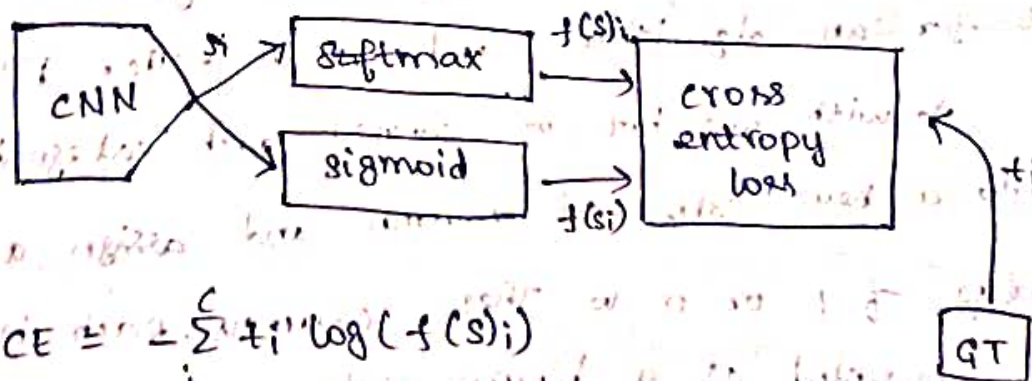 CNN
si
softmax
f(s)i
sigmoid
f(si)
cross
entropy
loss
ti
GT
CE = - C∑i ti log(f(s)i)